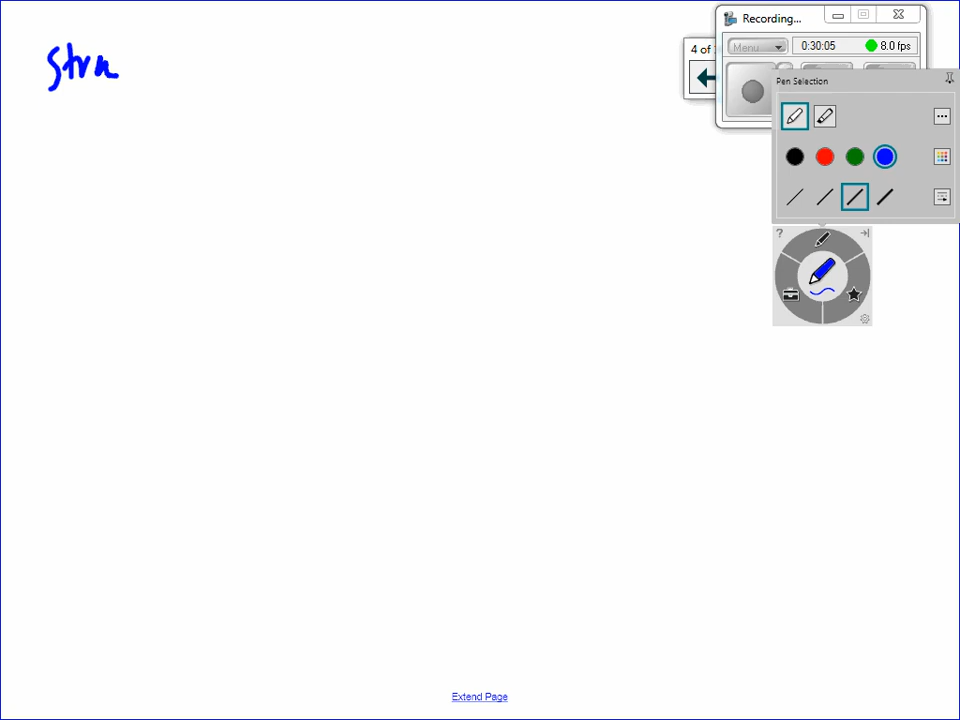 Stra
Recording...
4 of
Menu
0:30:05
8.0 fps
Pen Selection
?
Extend Page